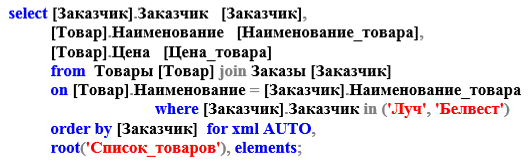 select [Заказчик].Заказчик [Заказчик],
[Товар].Наименование [Наименование_товара],
[Товар].Цена [Цена_товара]
from Товары [Товар] join Заказы [Заказчик]
on [Товар].Наименование = [Заказчик].Наименование_товара
where [Заказчик].Заказчик in ('Луч', 'Белвест')
order by [Заказчик] for xml AUTO,
root('Список_товаров'), elements;